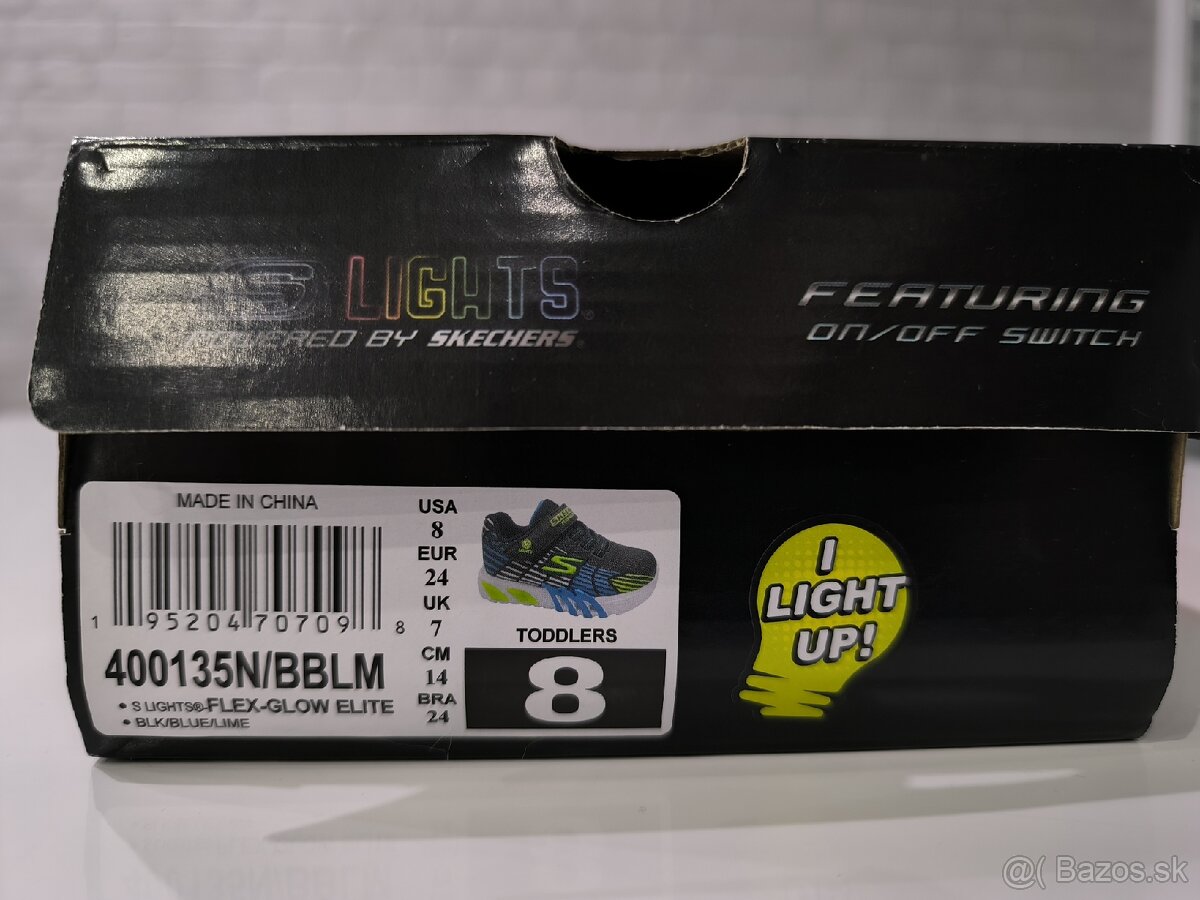 S LIGHTS®
POWERED BY SKECHERS®
FEATURING
ON/OFF SWITCH
MADE IN CHINA
1 95204 70709 8
400135N/BBLM
• S LIGHTS®-FLEX-GLOW ELITE
• BLK/BLUE/LIME
USA
8
EUR
24
UK
7
CM
14
BRA
24
S
TODDLERS
8
I
LIGHT
UP!
@( Bazos.sk